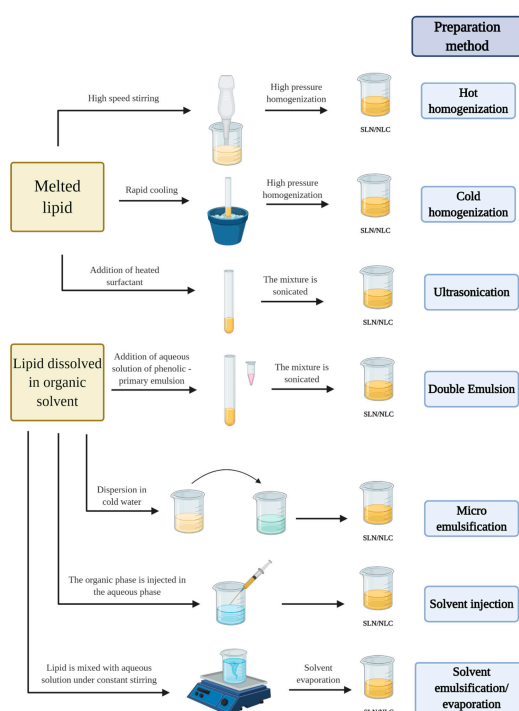 Preparation
method
High speed stirring
High pressure
homogenization
SLN/NLC
Hot
homogenization
Melted
lipid
Rapid cooling
High pressure
homogenization
SLN/NLC
Cold
homogenization
Addition of heated
surfactant
The mixture is
sonicated
SLN/NLC
Ultrasonication
Lipid dissolved
in organic
solvent
Addition of aqueous
solution of phenolic -
primary emulsion
The mixture is
sonicated
SLN/NLC
Double Emulsion
Dispersion in
cold water
SLN/NLC
Micro
emulsification
The organic phase is injected in
the aqueous phase
SLN/NLC
Solvent injection
Lipid is mixed with aqueous
solution under constant stirring
Solvent
evaporation
SLN/NLC
Solvent
emulsification/
evaporation